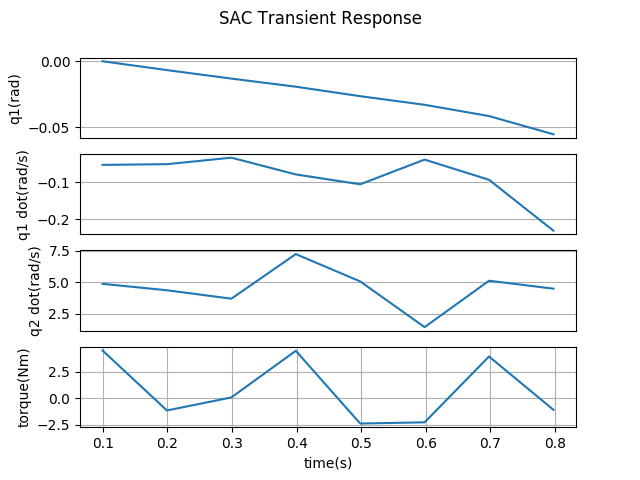 SAC Transient Response
q1(rad)
0.00
−0.05
q1 dot(rad/s)
−0.1
−0.2
q2 dot(rad/s)
7.5
5.0
2.5
torque(Nm)
2.5
0.0
−2.5
0.1 0.2 0.3 0.4 0.5 0.6 0.7 0.8
time(s)